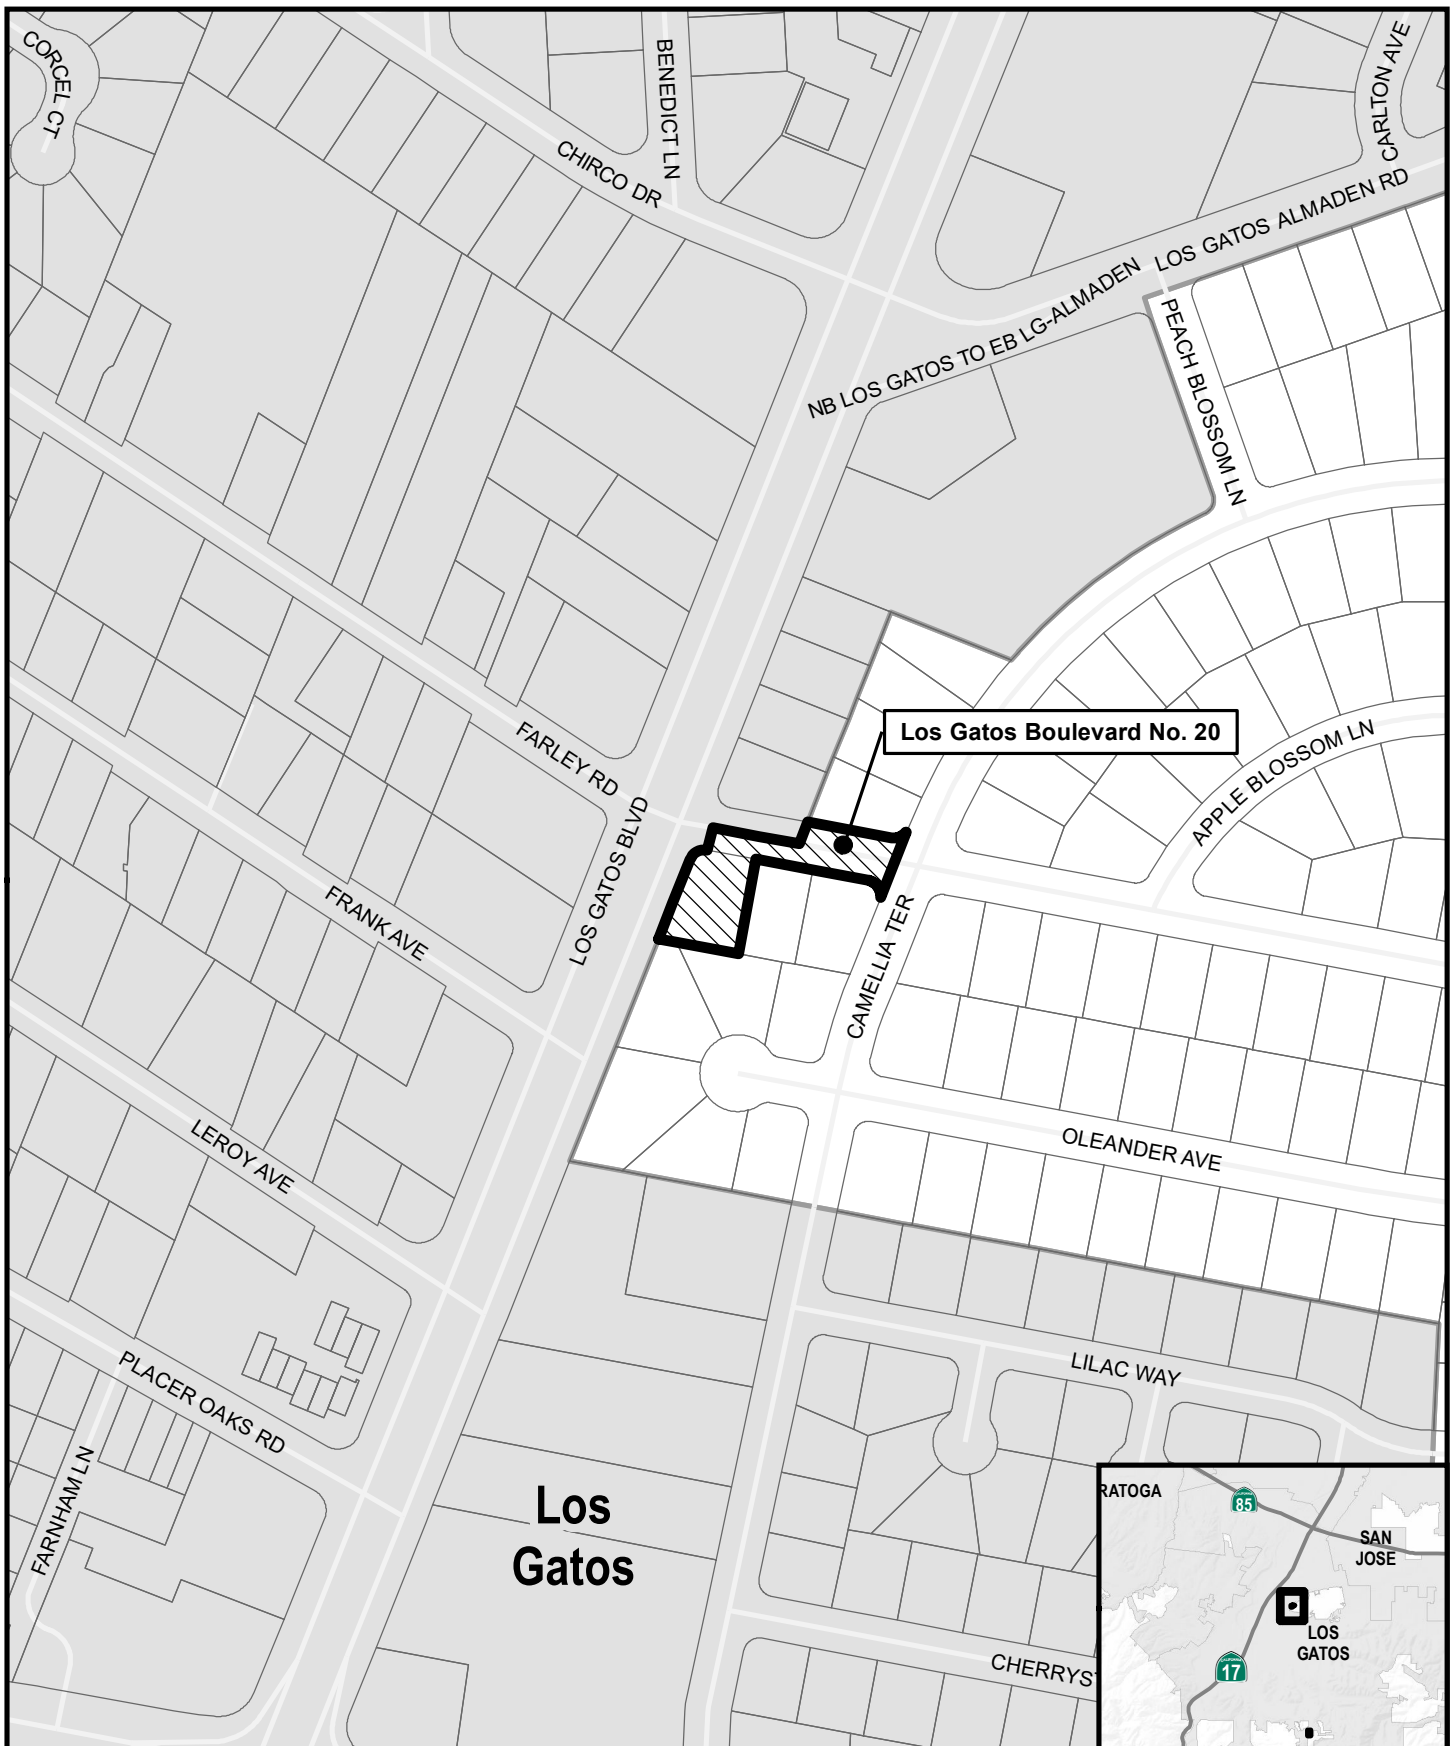 CORCEL CT
BENEDICT LN
CARLTON AVE
CHIRCO DR
LOS GATOS ALMADEN RD
NB LOS GATOS TO EB LG-ALMADEN
PEACH BLOSSOM LN
Los Gatos Boulevard No. 20
FARLEY RD
APPLE BLOSSOM LN
LOS GATOS BLVD
FRANK AVE
CAMELLIA TER
LEROY AVE
OLEANDER AVE
PLACER OAKS RD
LILAC WAY
FARNHAM LN
Los
Gatos
CHERRYS
RATOGA
85
SAN
JOSE
LOS
GATOS
17